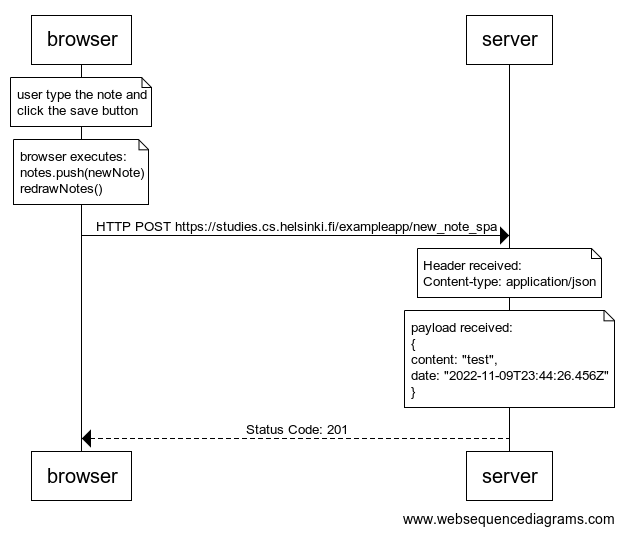 browser
server
user type the note and
click the save button
browser executes:
notes.push(newNote)
redrawNotes()
HTTP POST https://studies.cs.helsinki.fi/exampleapp/new_note_spa
Header received:
Content-type: application/json
payload received:
{
content: "test",
date: "2022-11-09T23:44:26.456Z"
}
Status Code: 201
browser
server
www.websequencediagrams.com